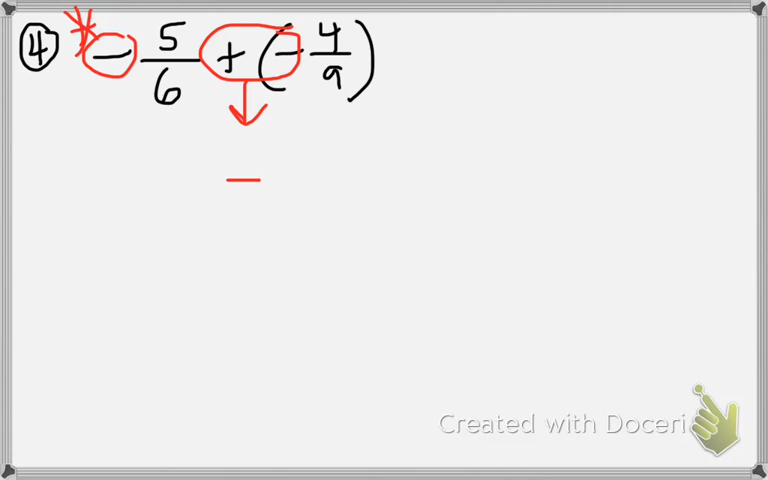 ④ * - 5/6 + (- 4/9)
-
Created with Doceri